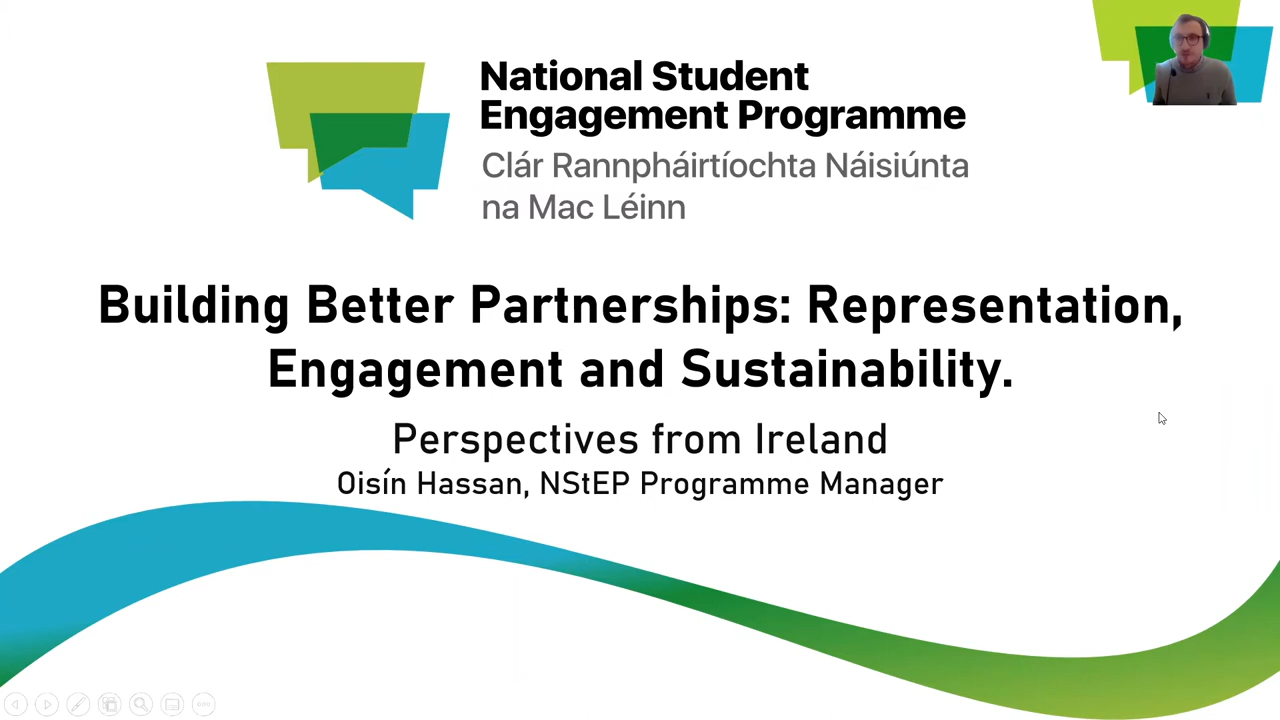 National Student
Engagement Programme
Clár Rannpháirtíochta Náisiúnta
na Mac Léinn
Building Better Partnerships: Representation,
Engagement and Sustainability.
Perspectives from Ireland
Oisín Hassan, NStEP Programme Manager